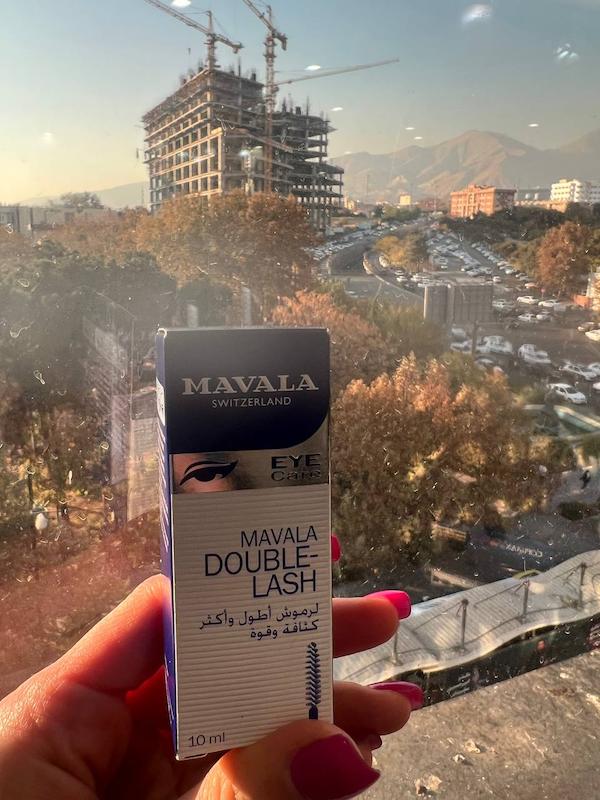 MAVALA
SWITZERLAND
EYE
Care
MAVALA
DOUBLE-
LASH
لرموش أطول وأكثر
كثافة وقوة
10 ml